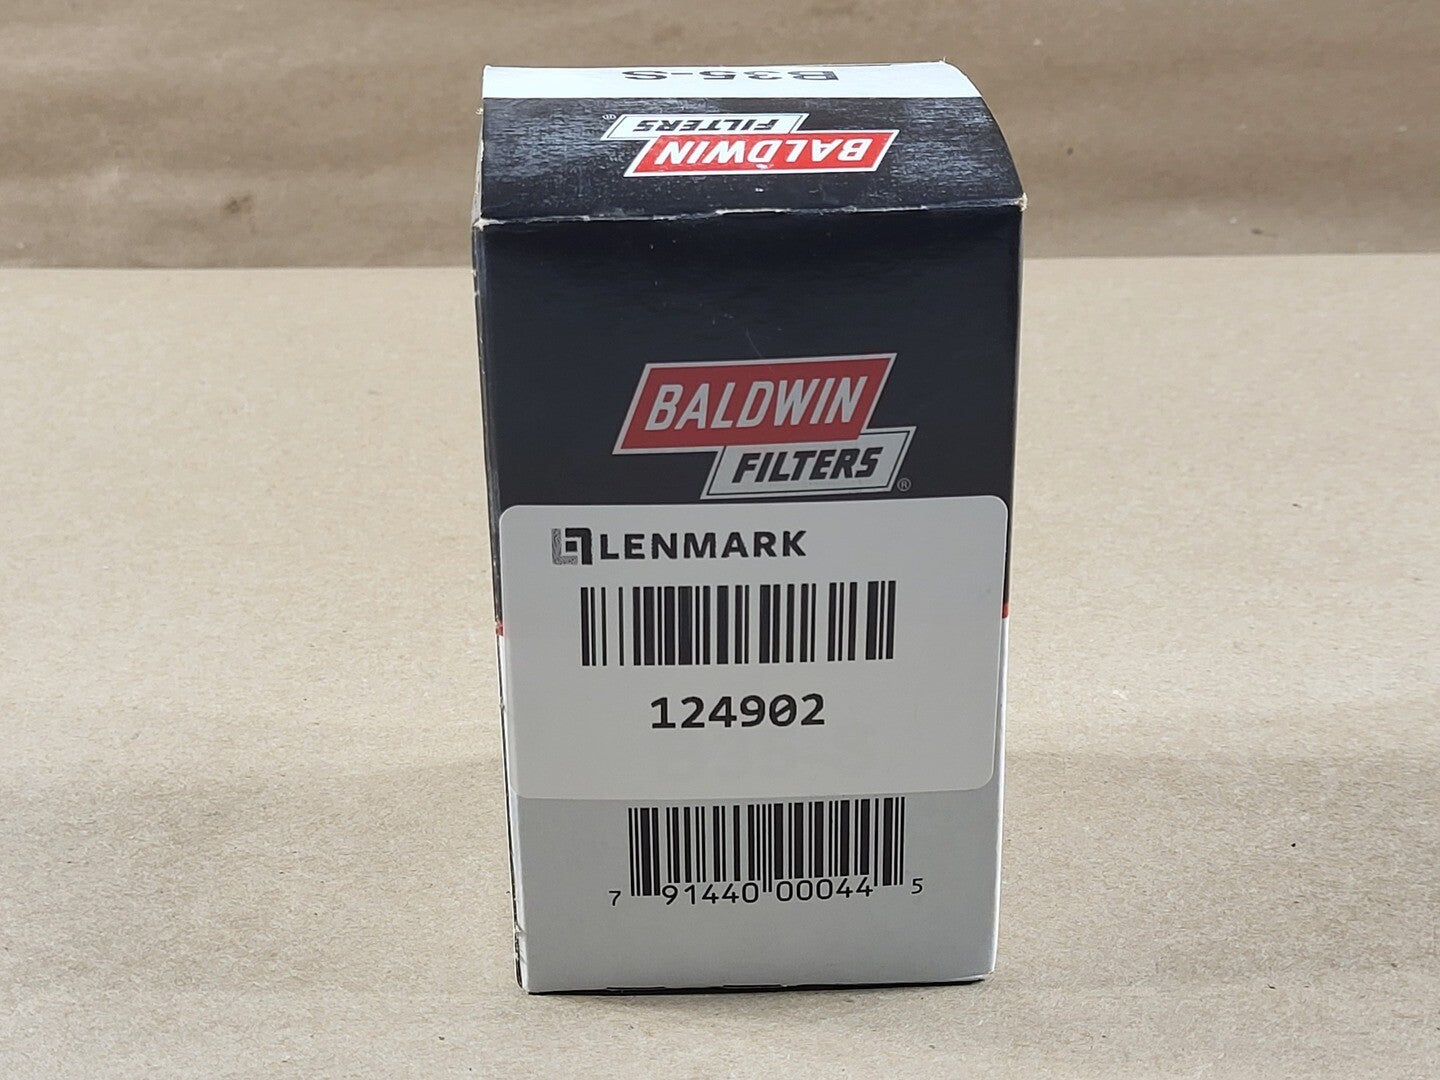 B35-S
BALDWIN
FILTERS®
BALDWIN
FILTERS®
LENMARK
124902
7 91440 00044 5